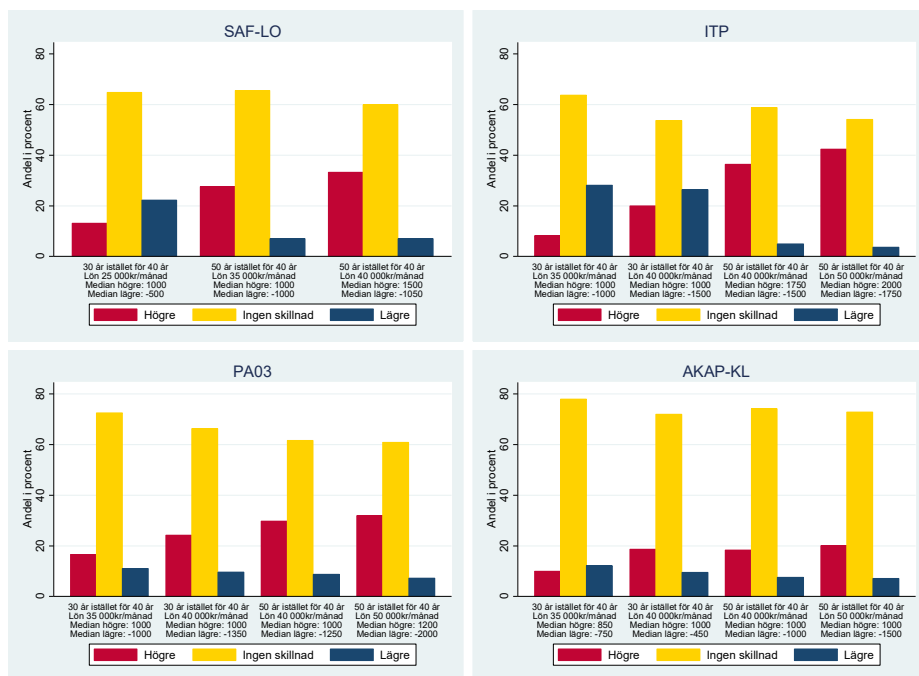 SAF-LO
Andel i procent
80
60
40
20
0
30 år istället för 40 år
Lön 25 000kr/månad
Median högre: 1000
Median lägre: -500
50 år istället för 40 år
Lön 35 000kr/månad
Median högre: 1000
Median lägre: -1000
50 år istället för 40 år
Lön 40 000kr/månad
Median högre: 1500
Median lägre: -1050
Högre
Ingen skillnad
Lägre
ITP
Andel i procent
80
60
40
20
0
30 år istället för 40 år
Lön 35 000kr/månad
Median högre: 1000
Median lägre: -1000
30 år istället för 40 år
Lön 40 000kr/månad
Median högre: 1000
Median lägre: -1500
50 år istället för 40 år
Lön 40 000kr/månad
Median högre: 1750
Median lägre: -1500
50 år istället för 40 år
Lön 50 000kr/månad
Median högre: 2000
Median lägre: -1750
Högre
Ingen skillnad
Lägre
PA03
Andel i procent
80
60
40
20
0
30 år istället för 40 år
Lön 35 000kr/månad
Median högre: 1000
Median lägre: -1000
30 år istället för 40 år
Lön 40 000kr/månad
Median högre: 1000
Median lägre: -1350
50 år istället för 40 år
Lön 40 000kr/månad
Median högre: 1000
Median lägre: -1250
50 år istället för 40 år
Lön 50 000kr/månad
Median högre: 1200
Median lägre: -2000
Högre
Ingen skillnad
Lägre
AKAP-KL
Andel i procent
80
60
40
20
0
30 år istället för 40 år
Lön 35 000kr/månad
Median högre: 850
Median lägre: -750
30 år istället för 40 år
Lön 40 000kr/månad
Median högre: 1000
Median lägre: -450
50 år istället för 40 år
Lön 40 000kr/månad
Median högre: 1000
Median lägre: -1000
50 år istället för 40 år
Lön 50 000kr/månad
Median högre: 1000
Median lägre: -1500
Högre
Ingen skillnad
Lägre